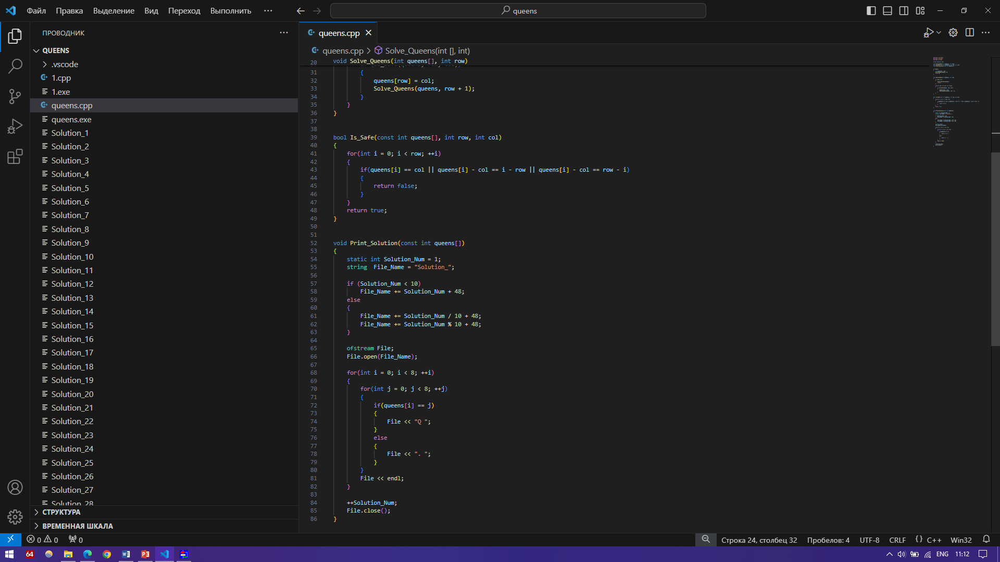 Файл Правка Выделение Вид Переход Выполнить ···
queens
ПРОВОДНИК
QUEENS
.vscode
1.cpp
1.exe
queens.cpp
queens.exe
Solution_1
Solution_2
Solution_3
Solution_4
Solution_5
Solution_6
Solution_7
Solution_8
Solution_9
Solution_10
Solution_11
Solution_12
Solution_13
Solution_14
Solution_15
Solution_16
Solution_17
Solution_18
Solution_19
Solution_20
Solution_21
Solution_22
Solution_23
Solution_24
Solution_25
Solution_26
Solution_27
Solution_28
СТРУКТУРА
ВРЕМЕННАЯ ШКАЛА
queens.cpp
queens.cpp > Solve_Queens(int [], int)
20 void Solve_Queens(int queens[], int row)
31 {
32 queens[row] = col;
33 Solve_Queens(queens, row + 1);
34 }
35 }
36 }
37
38
39 bool Is_Safe(const int queens[], int row, int col)
40 {
41 for(int i = 0; i < row; ++i)
42 {
43 if(queens[i] == col || queens[i] - col == i - row || queens[i] - col == row - i)
44 {
45 return false;
46 }
47 }
48 return true;
49 }
50
51
52 void Print_Solution(const int queens[])
53 {
54 static int Solution_Num = 1;
55 string  File_Name = "Solution_";
56
57 if (Solution_Num < 10)
58 File_Name += Solution_Num + 48;
59 else
60 {
61 File_Name += Solution_Num / 10 + 48;
62 File_Name += Solution_Num % 10 + 48;
63 }
64
65 ofstream File;
66 File.open(File_Name);
67
68 for(int i = 0; i < 8; ++i)
69 {
70 for(int j = 0; j < 8; ++j)
71 {
72 if(queens[i] == j)
73 {
74 File << "Q ";
75 }
76 else
77 {
78 File << ". ";
79 }
80 }
81 File << endl;
82 }
83
84 ++Solution_Num;
85 File.close();
86 }
0 0 0
Строка 24, столбец 32 Пробелов: 4 UTF-8 CRLF {} C++ Win32
64 ENG 11:12